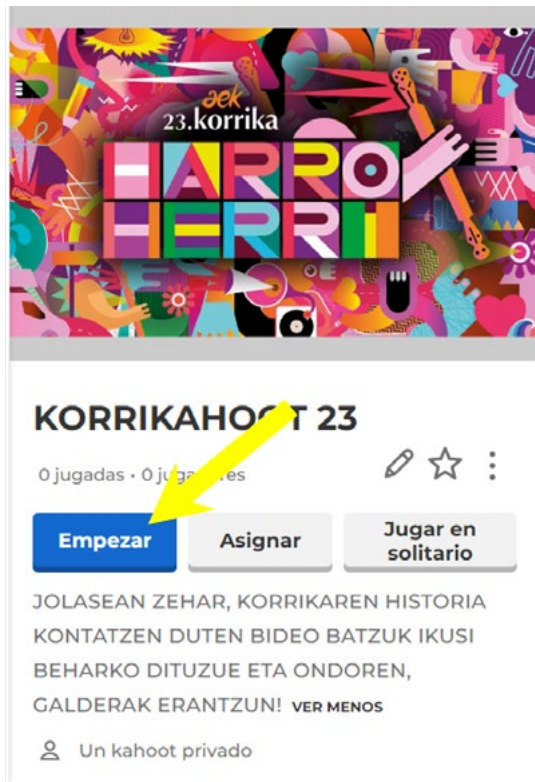 aek
23.korrika
HARRO
HERRI
KORRIKAHOOT 23
0 jugadas · 0 jugadores
Empezar
Asignar
Jugar en
solitario
JOLASEAN ZEHAR, KORRIKAREN HISTORIA
KONTATZEN DUTEN BIDEO BATZUK IKUSI
BEHARKO DITUZUE ETA ONDOREN,
GALDERAK ERANTZUN! VER MENOS
Un kahoot privado